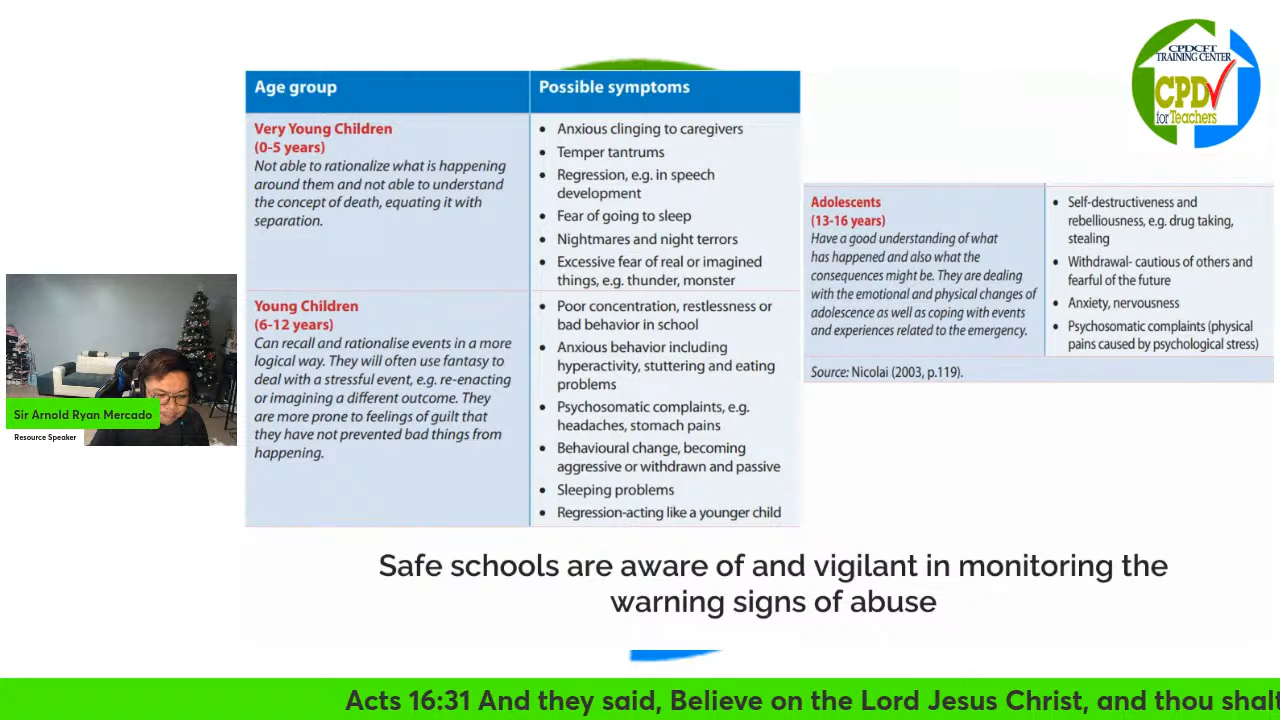 CPDCFT
TRAINING CENTER
CPD
for Teachers
Age group
Possible symptoms
Very Young Children
(0-5 years)
Not able to rationalize what is happening
around them and not able to understand
the concept of death, equating it with
separation.
• Anxious clinging to caregivers
• Temper tantrums
• Regression, e.g. in speech
development
• Fear of going to sleep
• Nightmares and night terrors
• Excessive fear of real or imagined
things, e.g. thunder, monster
Young Children
(6-12 years)
Can recall and rationalise events in a more
logical way. They will often use fantasy to
deal with a stressful event, e.g. re-enacting
or imagining a different outcome. They
are more prone to feelings of guilt that
they have not prevented bad things from
happening.
• Poor concentration, restlessness or
bad behavior in school
• Anxious behavior including
hyperactivity, stuttering and eating
problems
• Psychosomatic complaints, e.g.
headaches, stomach pains
• Behavioural change, becoming
aggressive or withdrawn and passive
• Sleeping problems
• Regression-acting like a younger child
Adolescents
(13-16 years)
Have a good understanding of what
has happened and also what the
consequences might be. They are dealing
with the emotional and physical changes of
adolescence as well as coping with events
and experiences related to the emergency.
• Self-destructiveness and
rebelliousness, e.g. drug taking,
stealing
• Withdrawal- cautious of others and
fearful of the future
• Anxiety, nervousness
• Psychosomatic complaints (physical
pains caused by psychological stress)
Source: Nicolai (2003, p.119).
Sir Arnold Ryan Mercado
Resource Speaker
Safe schools are aware of and vigilant in monitoring the
warning signs of abuse
Acts 16:31 And they said, Believe on the Lord Jesus Christ, and thou shalt